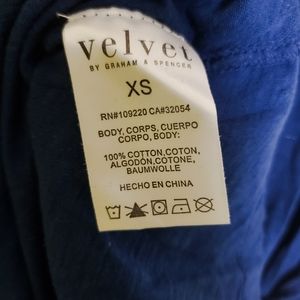 velvet
BY GRAHAM & SPENCER
XS
RN#109220 CA#32054
BODY, CORPS, CUERPO
CORPO, BODY:
100% COTTON,COTON,
ALGODÓN,COTONE,
BAUMWOLLE
HECHO EN CHINA